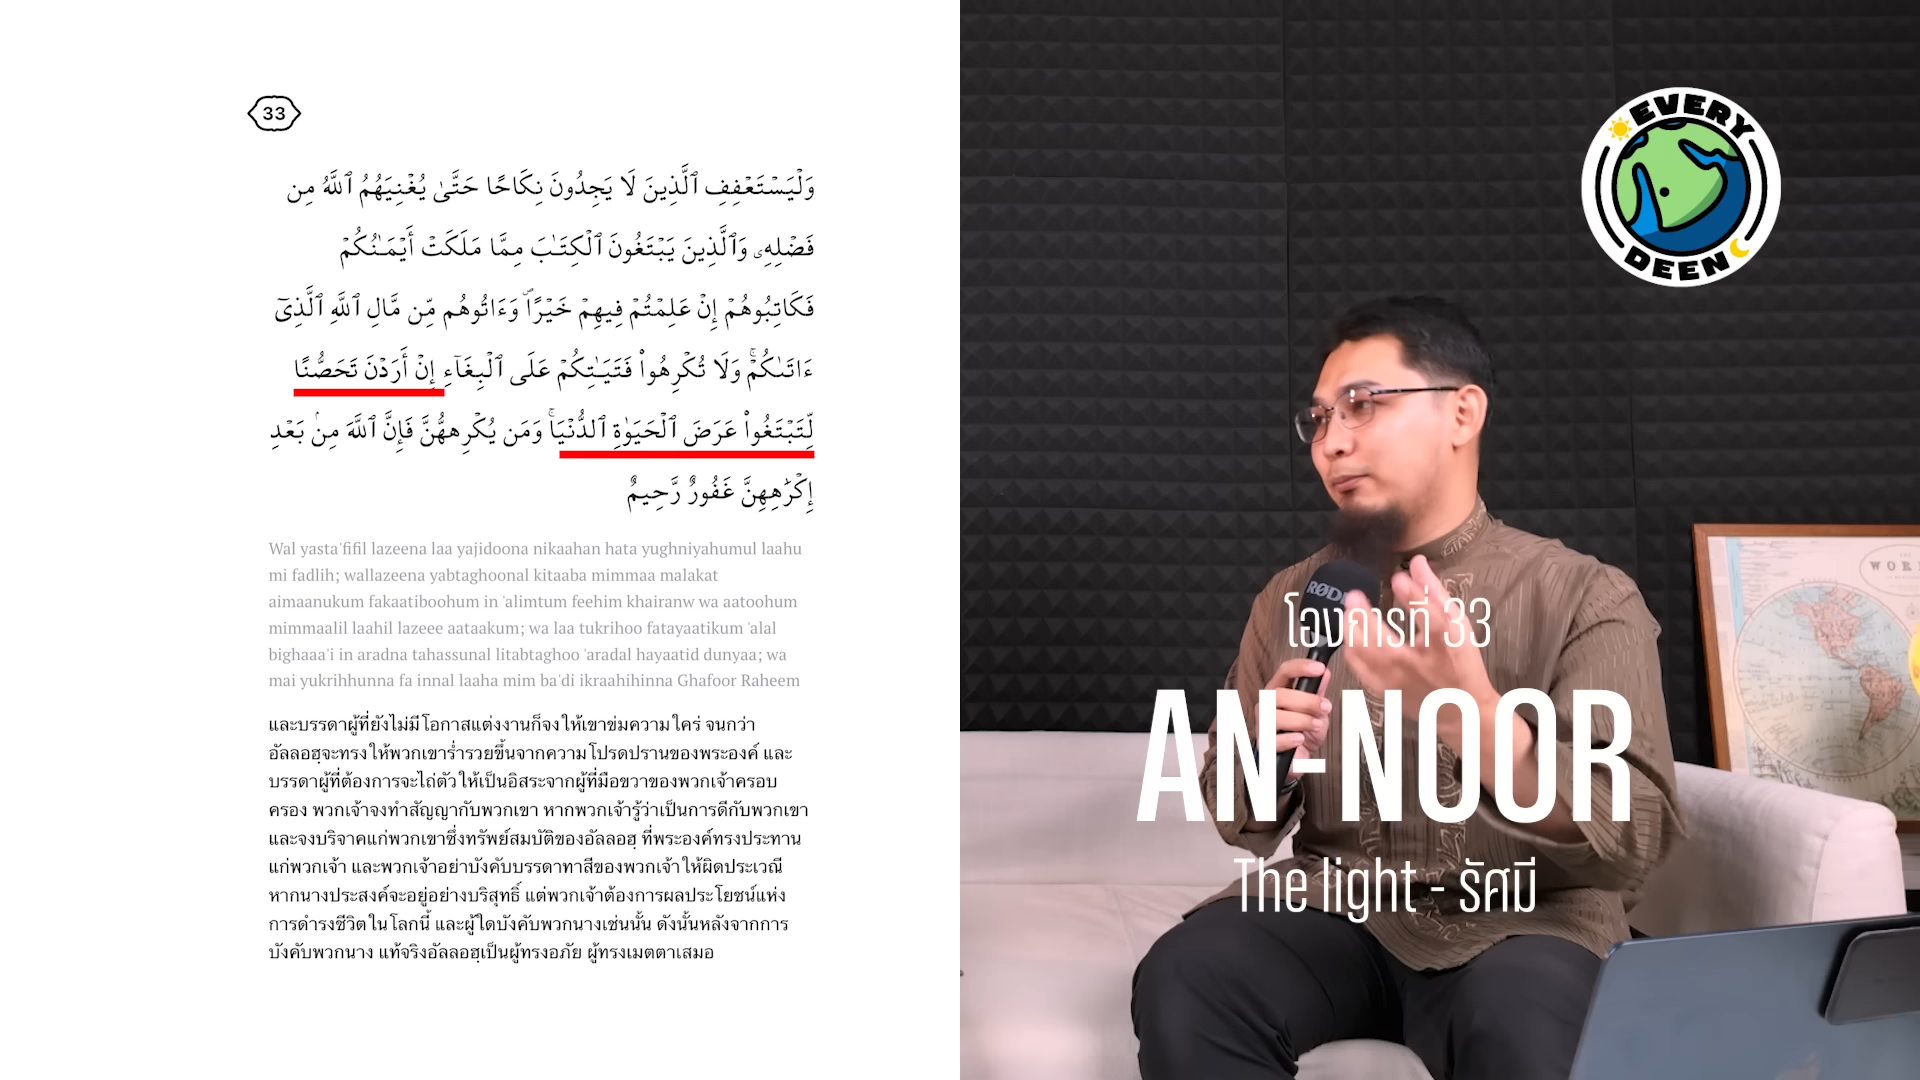 33
وَلْيَسْتَعْفِفِ ٱلَّذِينَ لَا يَجِدُونَ نِكَاحًا حَتَّىٰ يُغْنِيَهُمُ ٱللَّهُ مِن
فَضْلِهِۦ وَٱلَّذِينَ يَبْتَغُونَ ٱلْكِتَـٰبَ مِمَّا مَلَكَتْ أَيْمَـٰنُكُمْ
فَكَاتِبُوهُمْ إِنْ عَلِمْتُمْ فِيهِمْ خَيْرًاۖ وَءَاتُوهُم مِّن مَّالِ ٱللَّهِ ٱلَّذِىٓ
ءَاتَىٰكُمْۚ وَلَا تُكْرِهُوا۟ فَتَيَـٰتِكُمْ عَلَى ٱلْبِغَآءِ إِنْ أَرَدْنَ تَحَصُّنًا
لِّتَبْتَغُوا۟ عَرَضَ ٱلْحَيَوٰةِ ٱلدُّنْيَاۚ وَمَن يُكْرِههُّنَّ فَإِنَّ ٱللَّهَ مِنۢ بَعْدِ
إِكْرَٰهِهِنَّ غَفُورٌ رَّحِيمٌ
Wal yasta'fifil lazeena laa yajidoona nikaahan hata yughniyahumul laahu
mi fadlih; wallazeena yabtaghoonal kitaaba mimmaa malakat
aimaanukum fakaatiboohum in 'alimtum feehim khairanw wa aatoohum
mimmaalil laahil lazeee aataakum; wa laa tukrihoo fatayaatikum 'alal
bighaaa'i in aradna tahassunal litabtaghoo 'aradal hayaatid dunyaa; wa
mai yukrihhunna fa innal laaha mim ba'di ikraahihinna Ghafoor Raheem
และบรรดาผู้ที่ยังไม่มีโอกาสแต่งงานก็จงให้เขาข่มความใคร่ จนกว่า
อัลลอฮฺจะทรงให้พวกเขาร่ำรวยขึ้นจากความโปรดปรานของพระองค์ และ
บรรดาผู้ที่ต้องการจะไถ่ตัวให้เป็นอิสระจากผู้ที่มือขวาของพวกเจ้าครอบ
ครอง พวกเจ้าจงทำสัญญากับพวกเขา หากพวกเจ้ารู้ว่าเป็นการดีกับพวกเขา
และจงบริจาคแก่พวกเขาซึ่งทรัพย์สมบัติของอัลลอฮฺ ที่พระองค์ทรงประทาน
แก่พวกเจ้า และพวกเจ้าอย่าบังคับบรรดาทาสีของพวกเจ้าให้ผิดประเวณี
หากนางประสงค์จะอยู่อย่างบริสุทธิ์ แต่พวกเจ้าต้องการผลประโยชน์แห่ง
การดำรงชีวิตในโลกนี้ และผู้ใดบังคับพวกนางเช่นนั้น ดังนั้นหลังจากการ
บังคับพวกนาง แท้จริงอัลลอฮฺเป็นผู้ทรงอภัย ผู้ทรงเมตตาเสมอ
EVERY
DEEN
RØDE
โองการที่ 33
AN-NOOR
The light - รัศมี